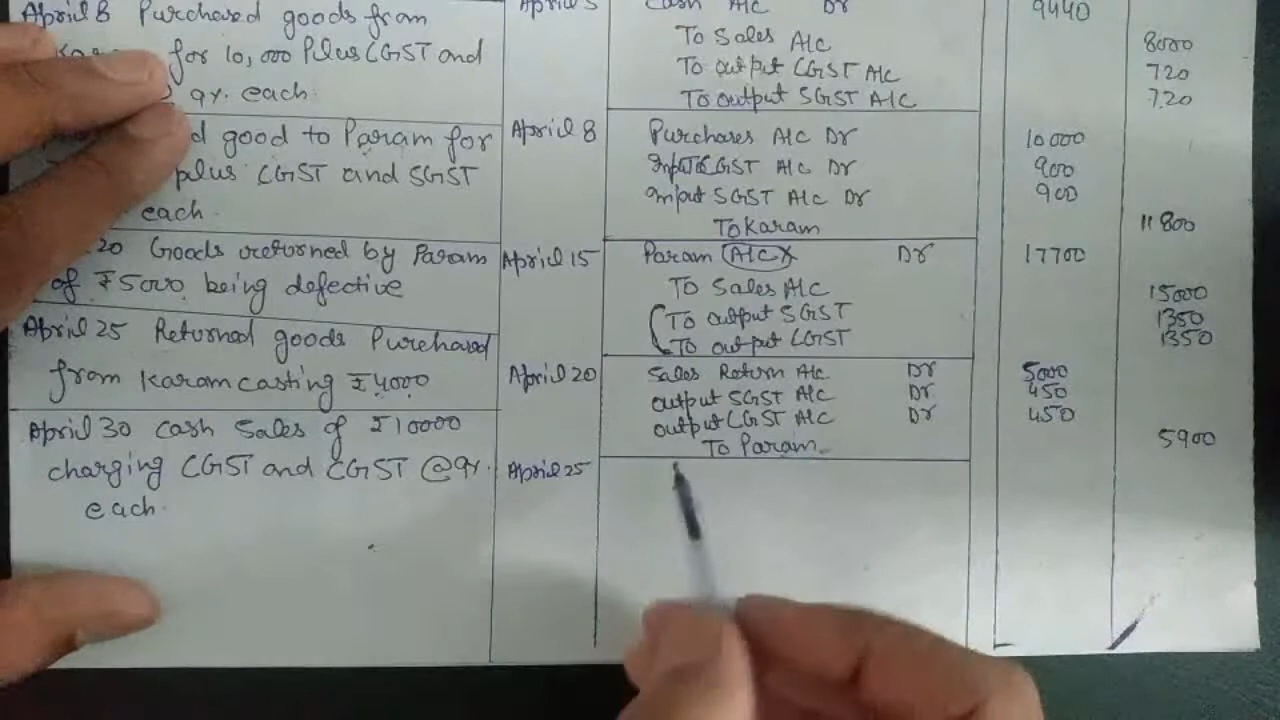 April 8 Purchased goods from
for 10,000 Plus CGST and
9%. each.
d good to Param for
plus CGST and SGST
each.
20 Goods returned by Param
of ₹5000 being defective
April 25 Returned goods Purchased
from Karam casting ₹4000
April 30 Cash Sales of ₹10000
charging CGST and CGST @9%.
each.
April 5 Cash A/C Dr 9440
To Sales A/C 8000
To output CGST A/C 720
To output SGST A/C 720
April 8 Purchases A/C Dr 10000
Input CGST A/C Dr 900
Input SGST A/C Dr 900
To Karam 11800
April 15 Param A/C x Dr 17700
To Sales A/C 15000
To output SGST 1350
To output CGST 1350
April 20 Sales Return A/C Dr 5000
output SGST A/C Dr 450
output CGST A/C Dr 450
To Param 5900
April 25